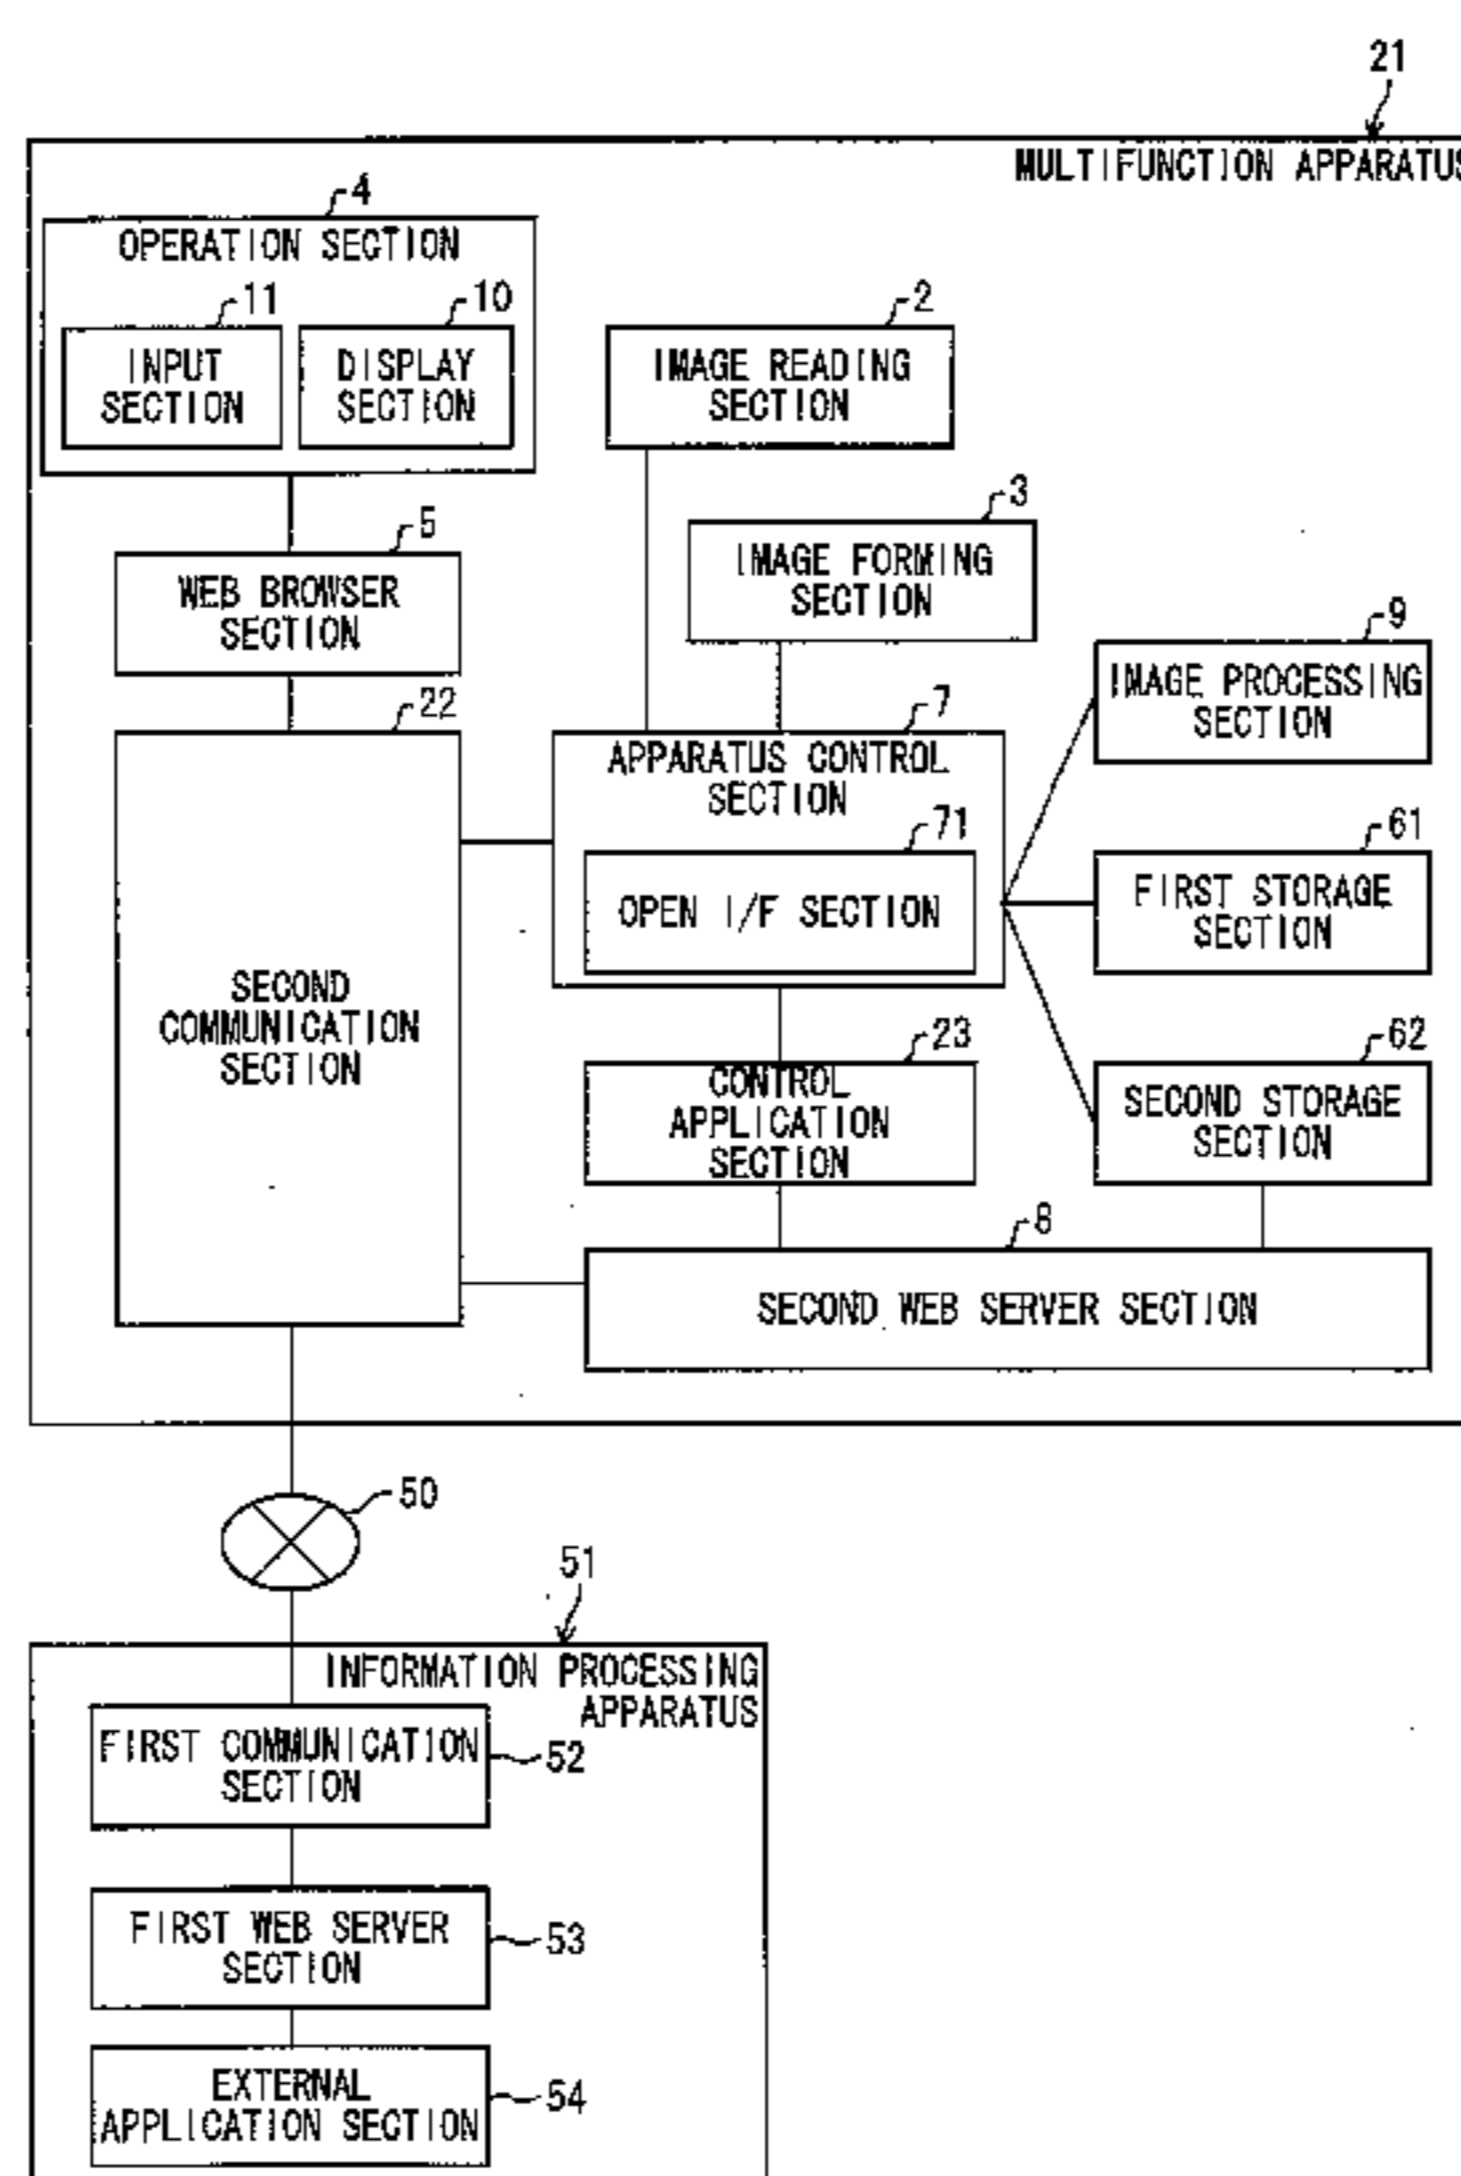 21
MULTIFUNCTION APPARATUS
4
OPERATION SECTION
11
10
INPUT
SECTION
DISPLAY
SECTION
2
IMAGE READING
SECTION
3
IMAGE FORMING
SECTION
5
WEB BROWSER
SECTION
9
IMAGE PROCESSING
SECTION
22
7
APPARATUS CONTROL
SECTION
71
OPEN I/F SECTION
61
FIRST STORAGE
SECTION
SECOND
COMMUNICATION
SECTION
23
CONTROL
APPLICATION
SECTION
62
SECOND STORAGE
SECTION
8
SECOND WEB SERVER SECTION
50
51
INFORMATION PROCESSING
APPARATUS
FIRST COMMUNICATION
SECTION
52
FIRST WEB SERVER
SECTION
53
EXTERNAL
APPLICATION SECTION
54